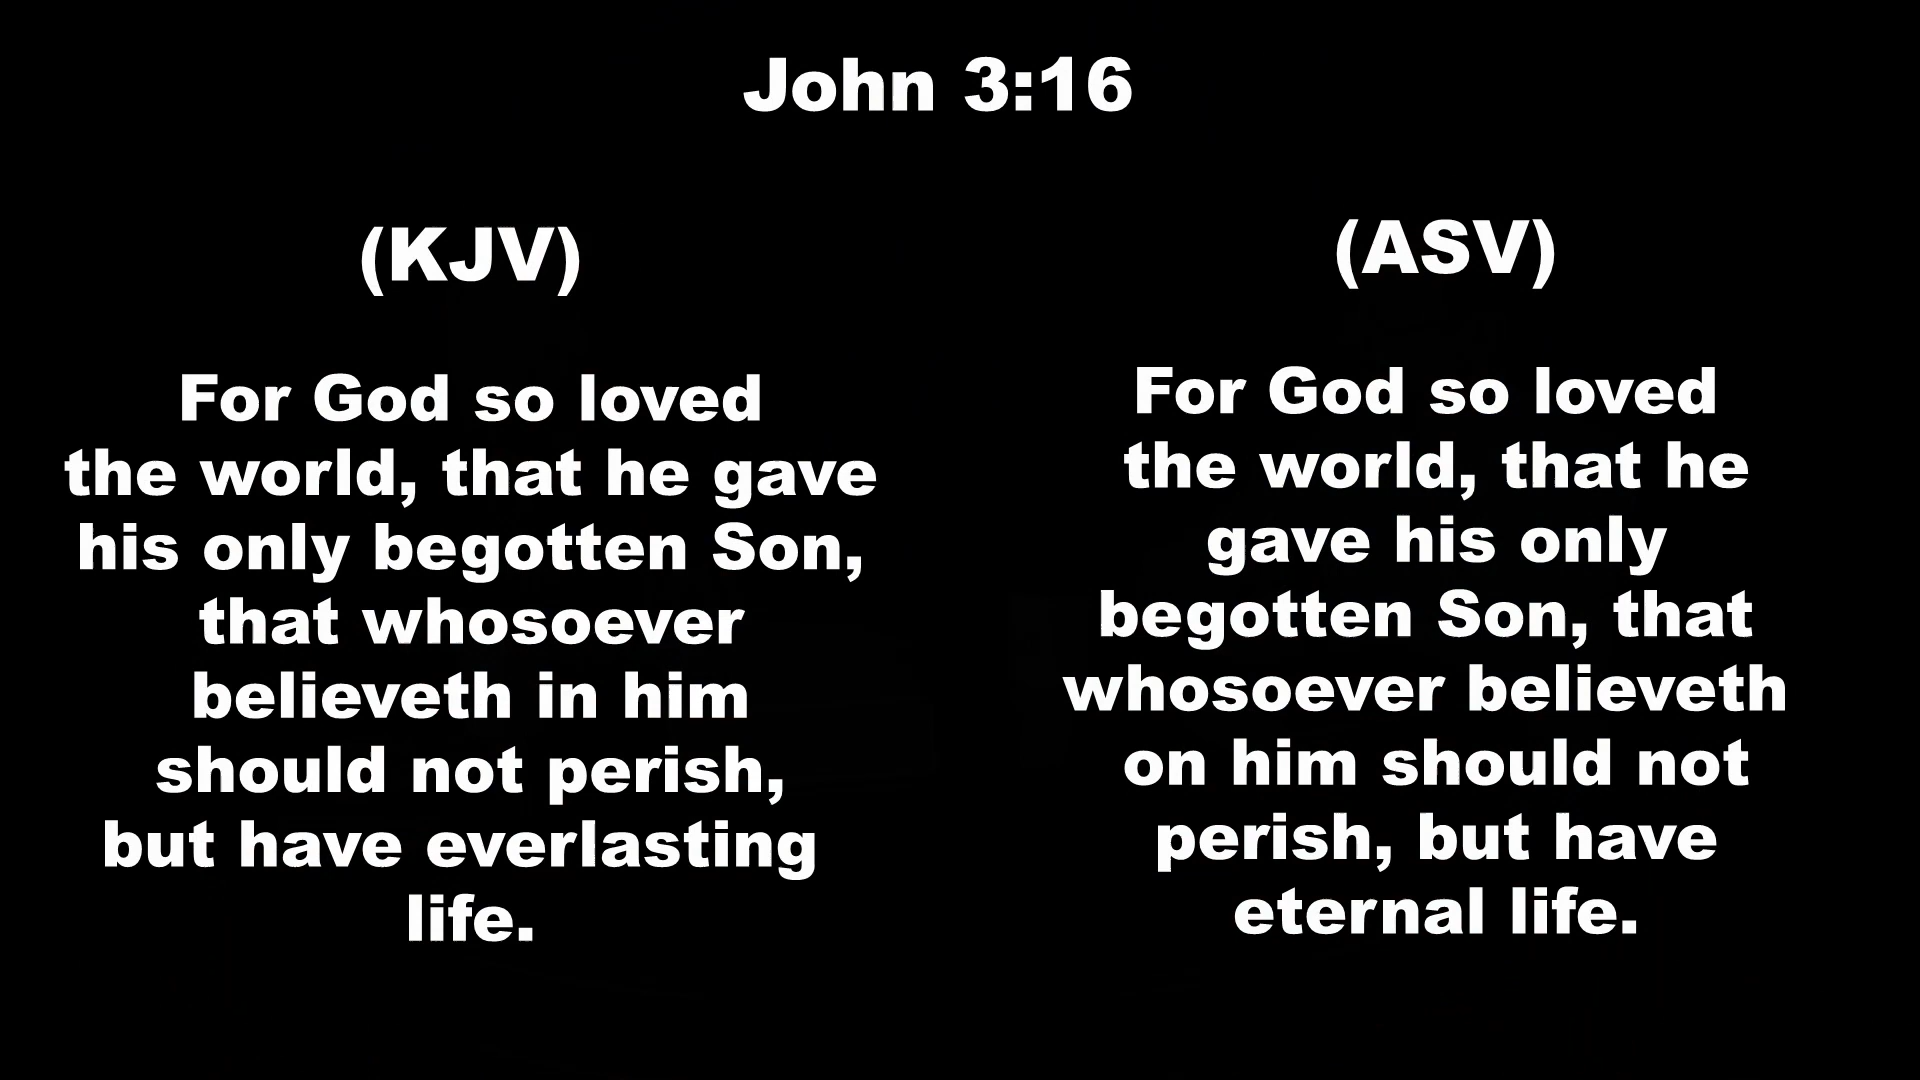 John 3:16
(KJV)
For God so loved
the world, that he gave
his only begotten Son,
that whosoever
believeth in him
should not perish,
but have everlasting
life.
(ASV)
For God so loved
the world, that he
gave his only
begotten Son, that
whosoever believeth
on him should not
perish, but have
eternal life.